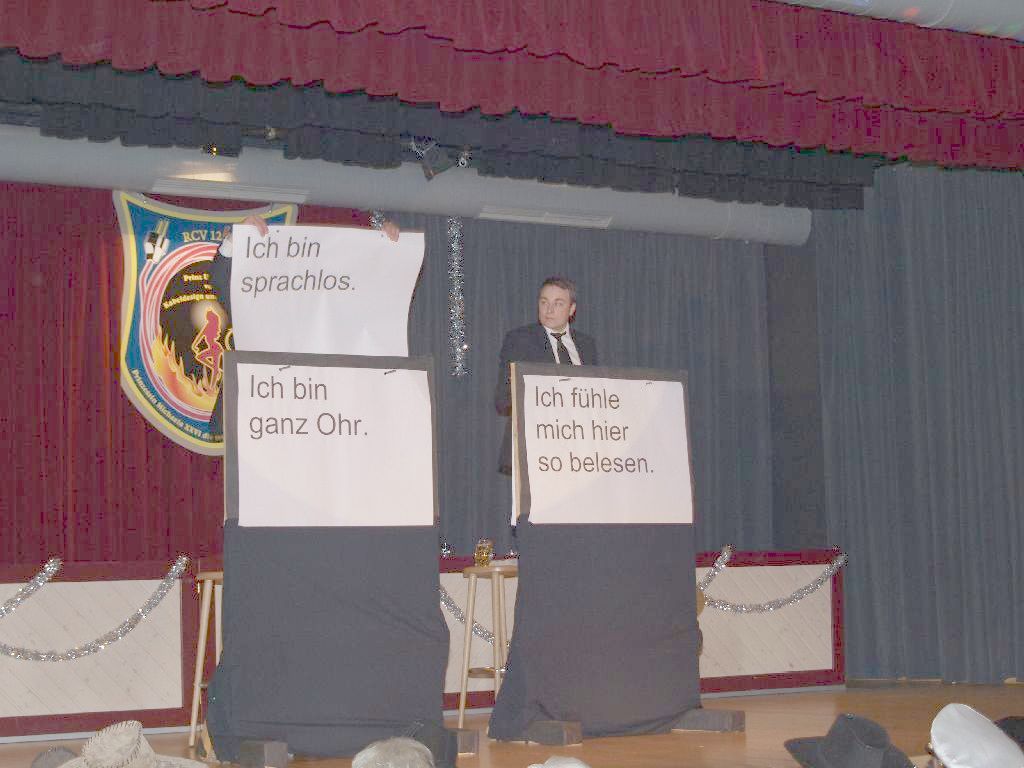 RCV
Ich bin
sprachlos.
Ich bin
ganz Ohr.
Ich fühle
mich hier
so belesen.